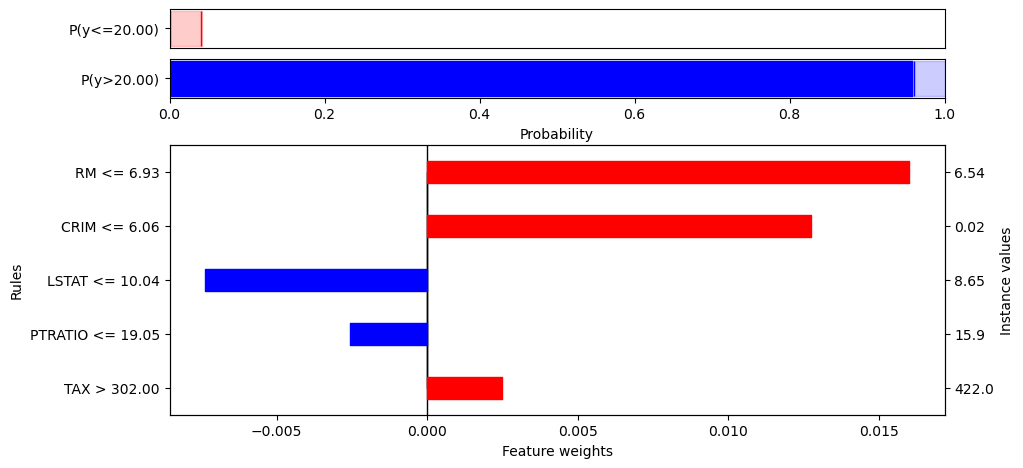 P(y<=20.00)
P(y>20.00)
0.0 0.2 0.4 0.6 0.8 1.0
Probability
RM <= 6.93 6.54
CRIM <= 6.06 0.02
LSTAT <= 10.04 8.65
PTRATIO <= 19.05 15.9
TAX > 302.00 422.0
Rules
Instance values
−0.005 0.000 0.005 0.010 0.015
Feature weights